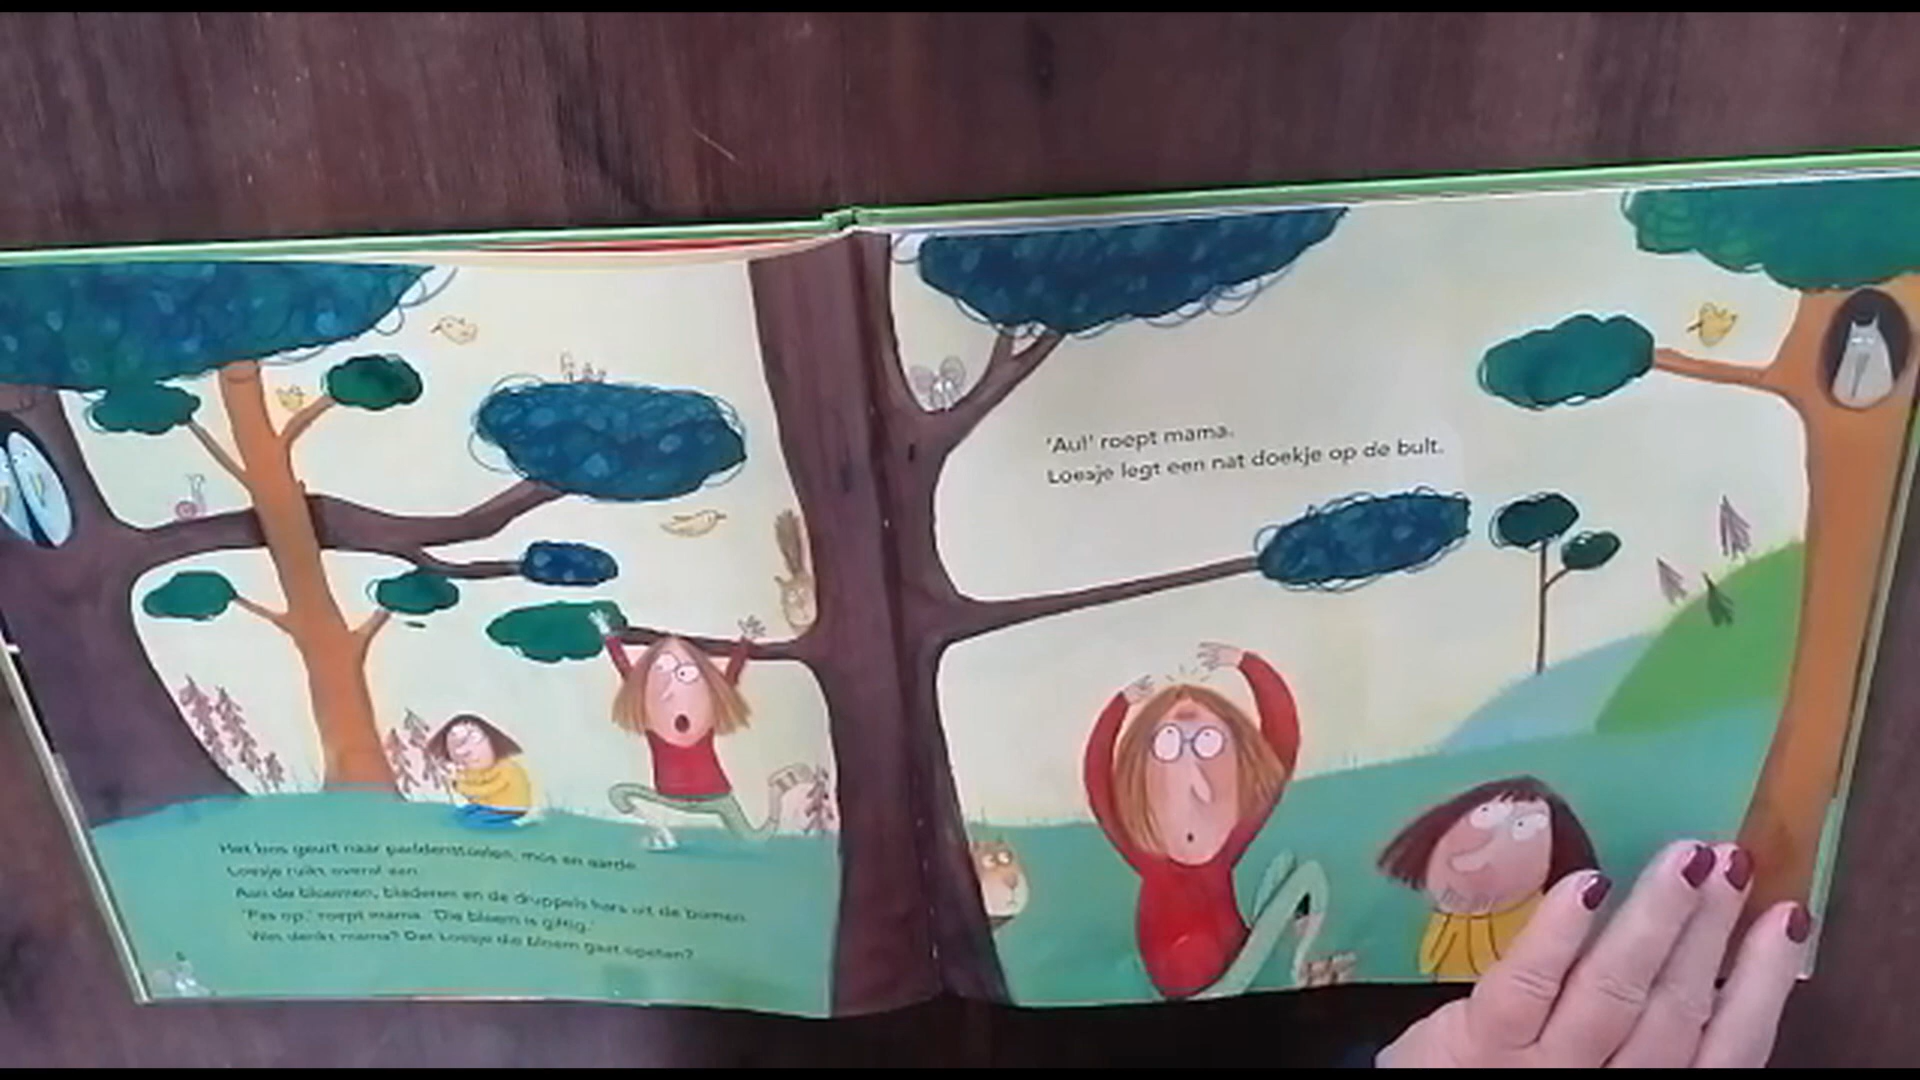 Het bos geurt naar paddenstoelen, mos en aarde.
Loesje ruikt overal aan.
Aan de bloemen, bladeren en de druppels hars uit de bomen.
'Pas op,' roept mama. 'Die bloem is giftig.'
Wat denkt mama? Dat Loesje die bloem gaat opeten?
'Au!' roept mama.
Loesje legt een nat doekje op de bult.